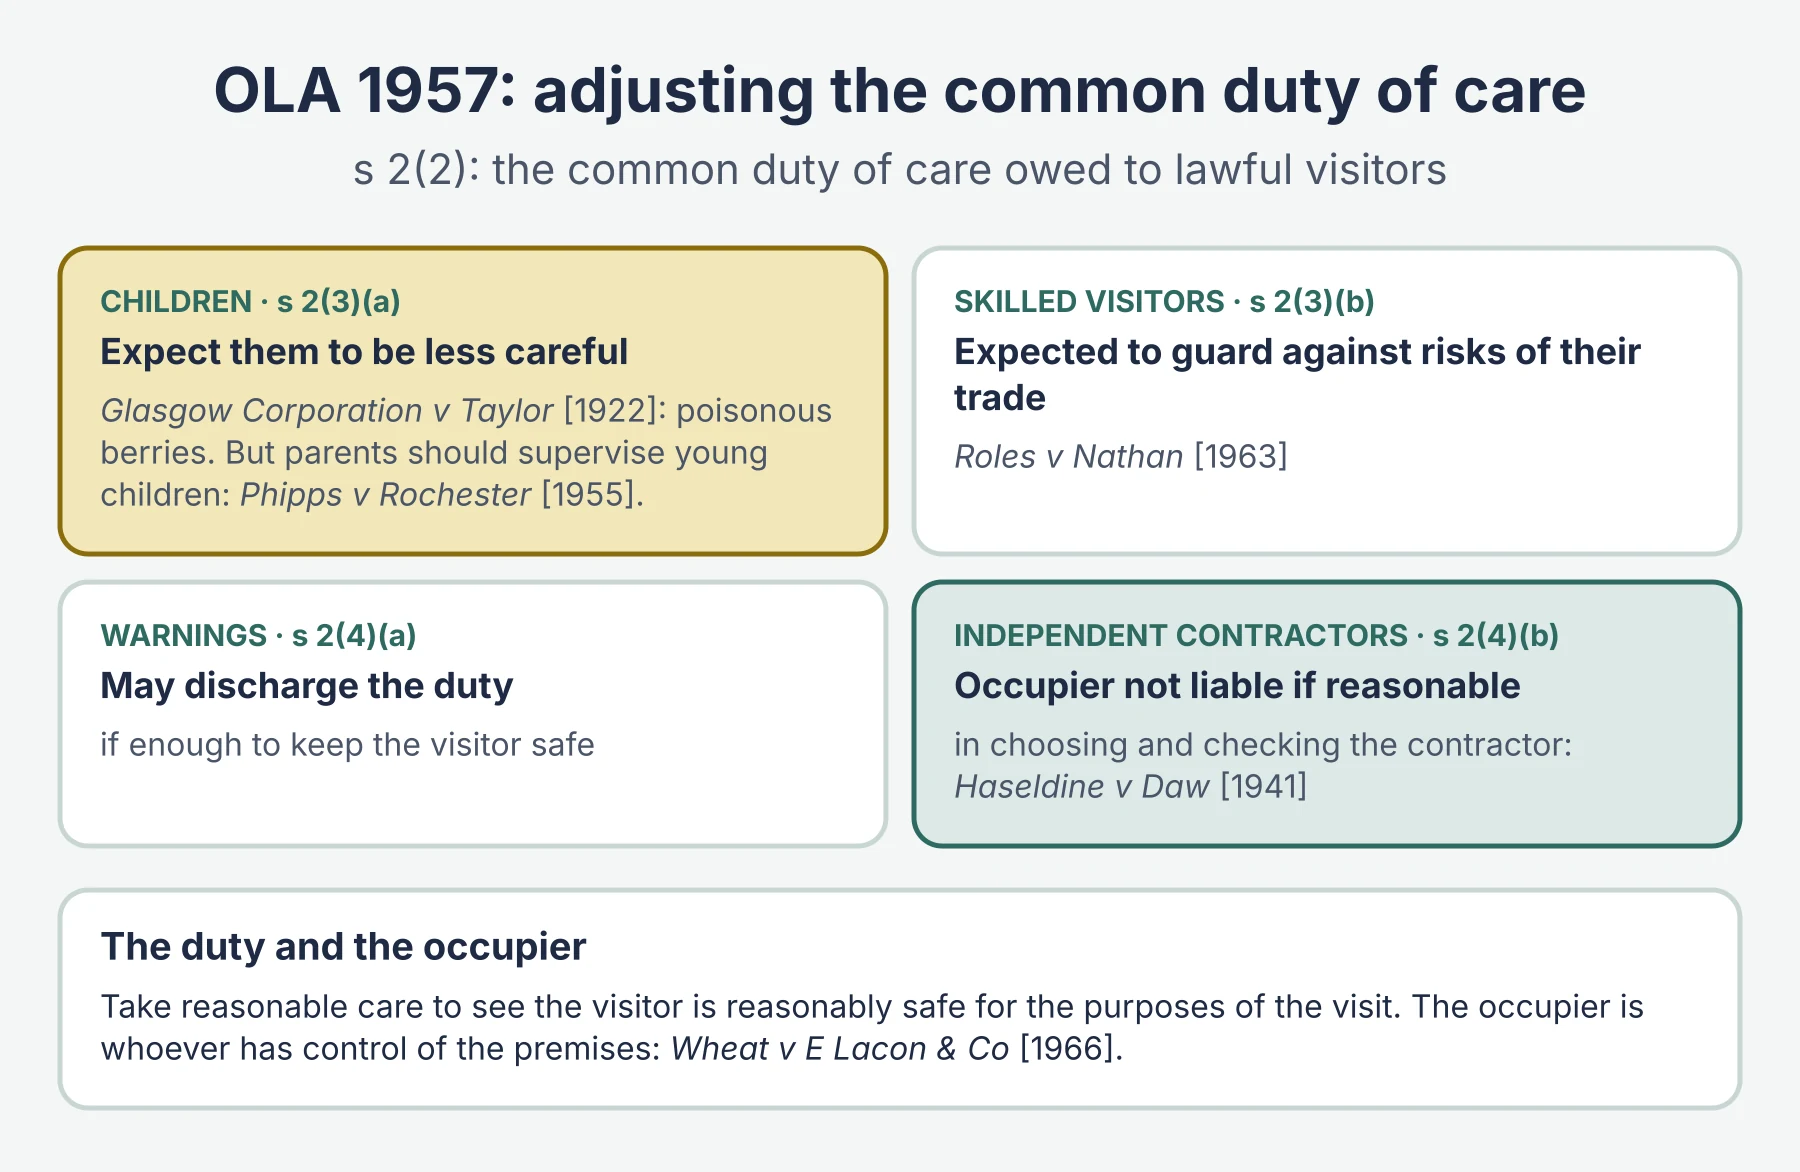 OLA 1957: adjusting the common duty of care
s 2(2): the common duty of care owed to lawful visitors
CHILDREN · s 2(3)(a)
Expect them to be less careful
Glasgow Corporation v Taylor [1922]: poisonous
berries. But parents should supervise young
children: Phipps v Rochester [1955].
SKILLED VISITORS · s 2(3)(b)
Expected to guard against risks of their
trade
Roles v Nathan [1963]
WARNINGS · s 2(4)(a)
May discharge the duty
if enough to keep the visitor safe
INDEPENDENT CONTRACTORS · s 2(4)(b)
Occupier not liable if reasonable
in choosing and checking the contractor:
Haseldine v Daw [1941]
The duty and the occupier
Take reasonable care to see the visitor is reasonably safe for the purposes of the visit. The occupier is
whoever has control of the premises: Wheat v E Lacon & Co [1966].